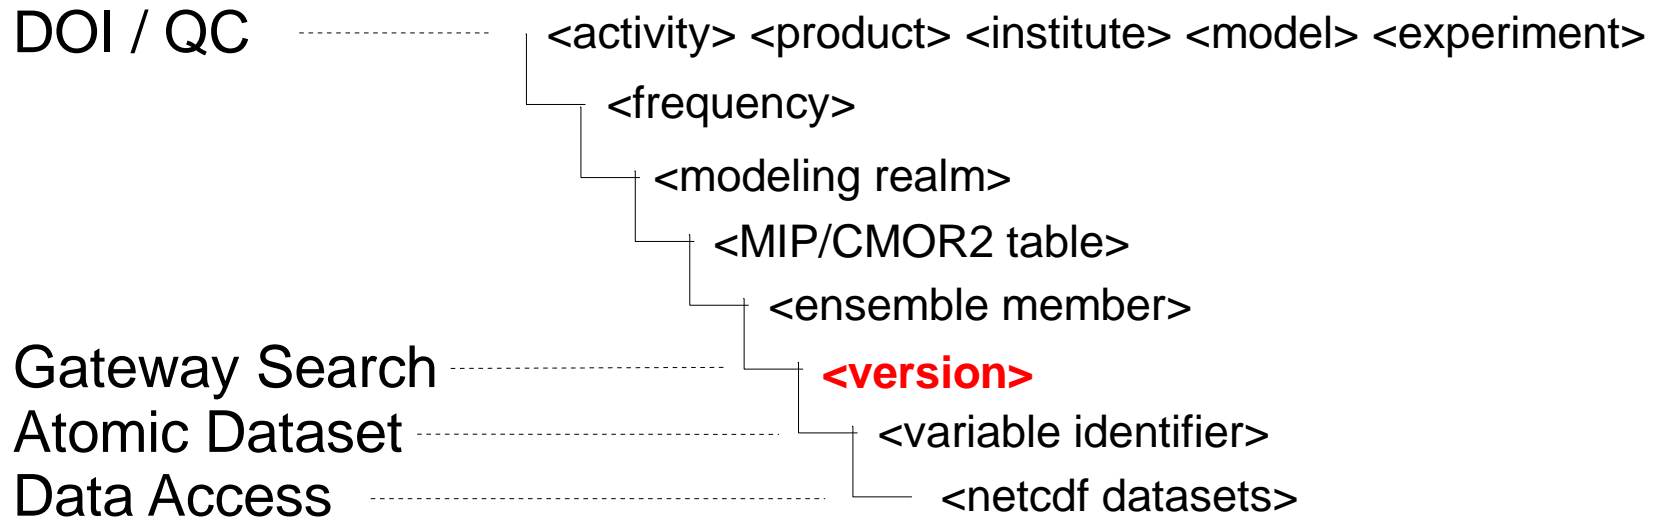 DOI / QC <activity> <product> <institute> <model> <experiment>
<frequency>
<modeling realm>
<MIP/CMOR2 table>
<ensemble member>
Gateway Search <version>
Atomic Dataset <variable identifier>
Data Access <netcdf datasets>